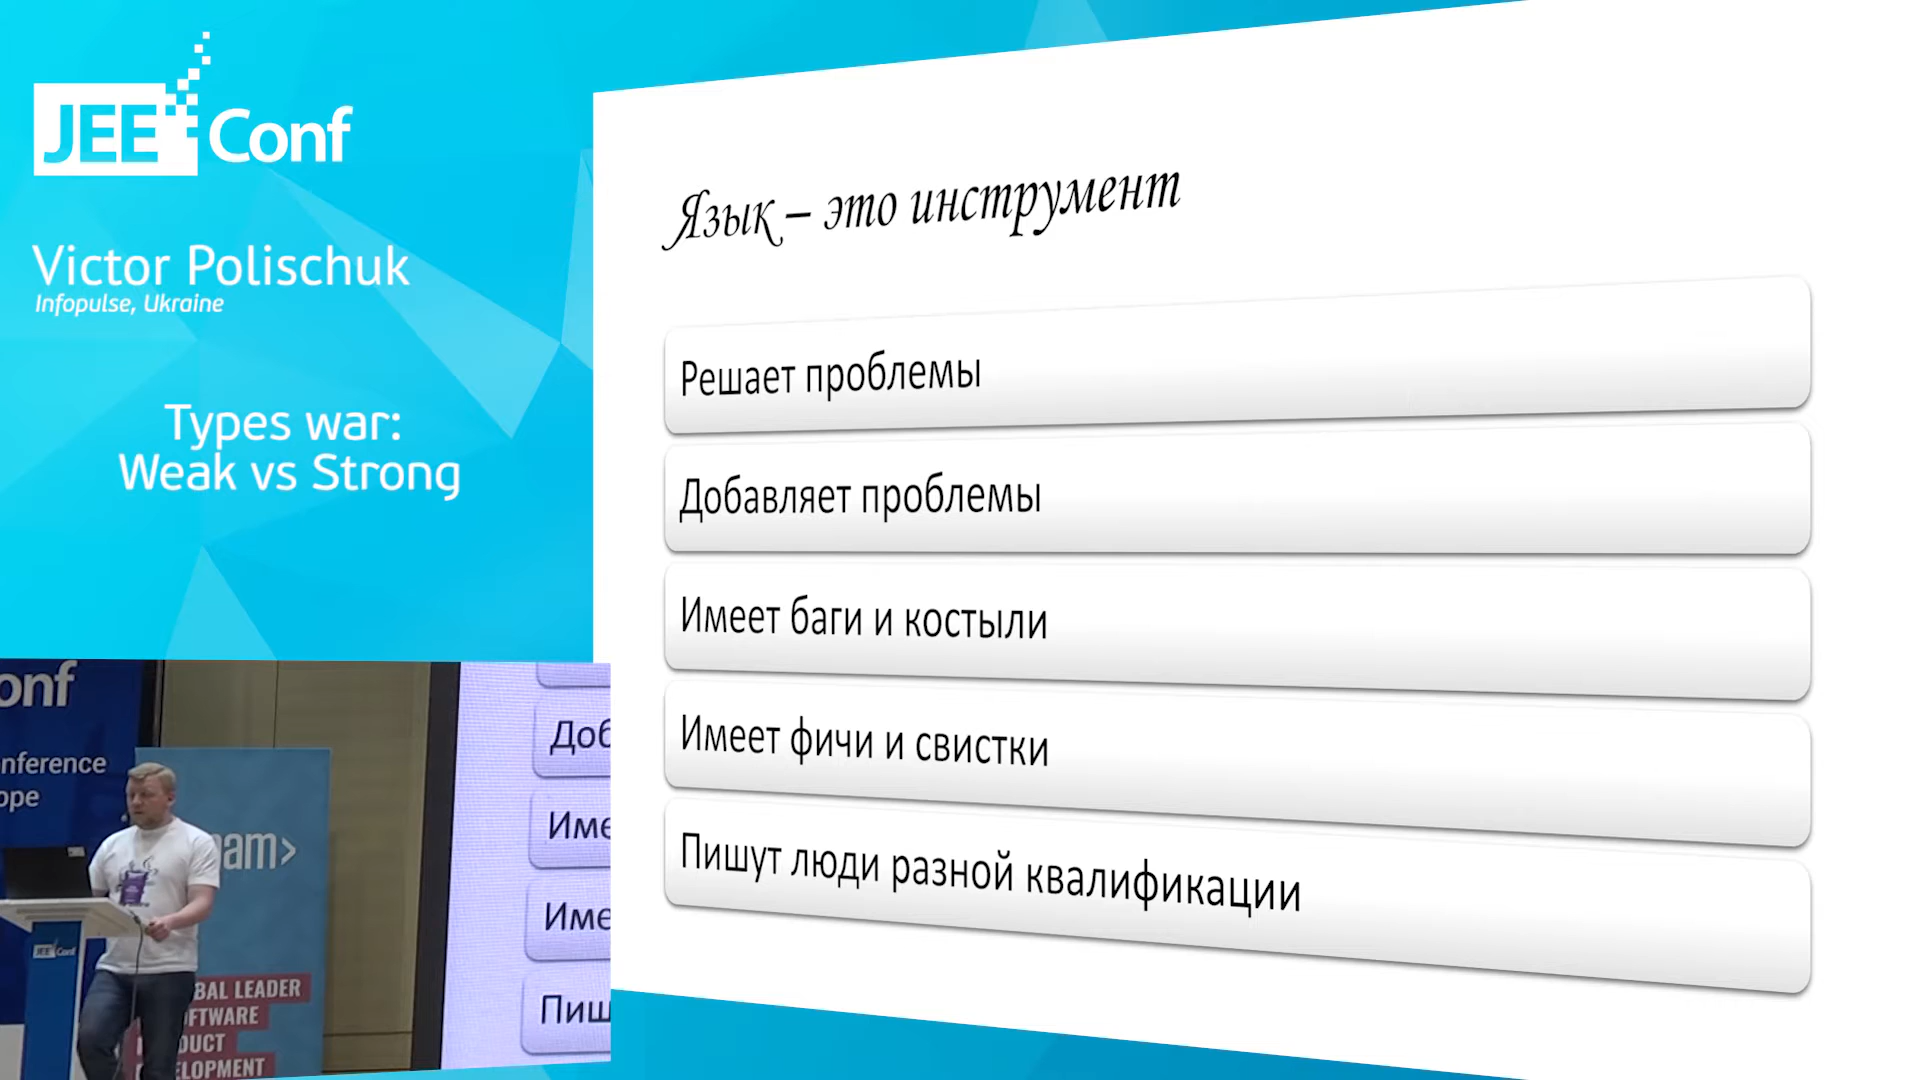 JEE Conf
Victor Polischuk
Infopulse, Ukraine
Types war:
Weak vs Strong
Язык – это инструмент
Решает проблемы
Добавляет проблемы
Имеет баги и костыли
Имеет фичи и свистки
Пишут люди разной квалификации
onf
nference
ope
am>
JEE Conf
BAL LEADER
FTWARE
DUCT
LOPMENT
Доб
Име
Име
Пиш